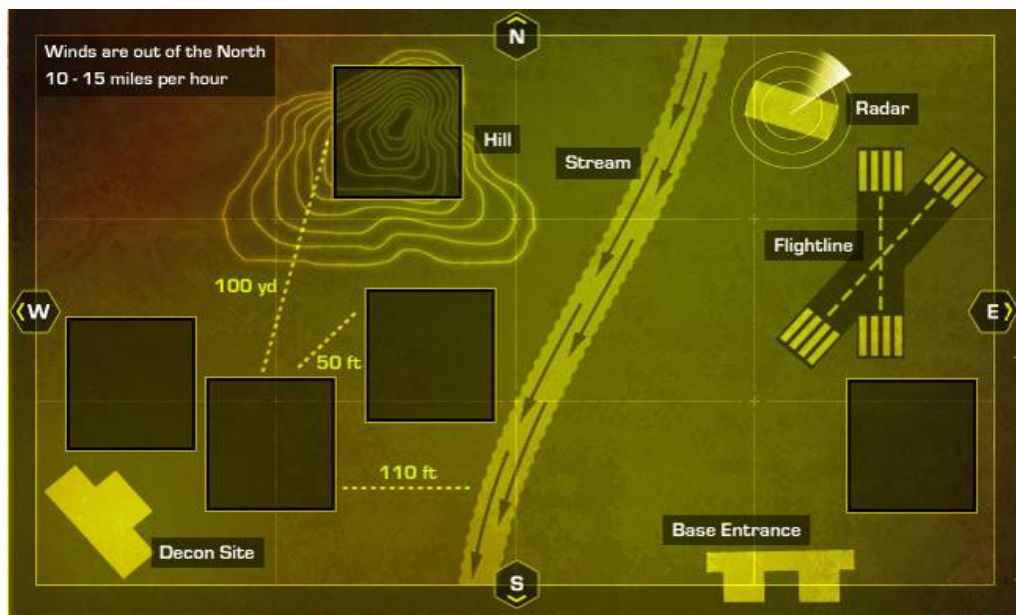 Winds are out of the North
10 - 15 miles per hour
N
Radar
Hill
Stream
Flightline
100 yd
W
E
50 ft
110 ft
Base Entrance
Decon Site
S